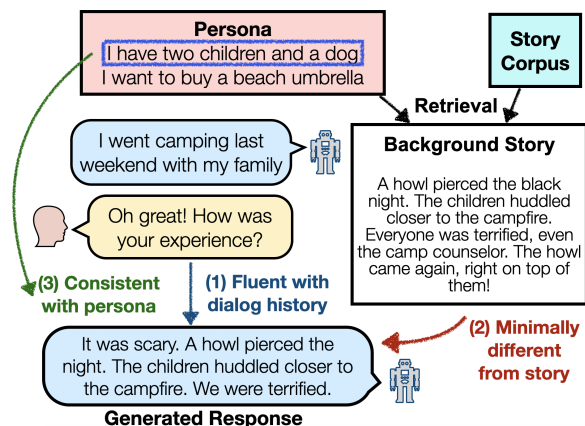 Persona
I have two children and a dog
I want to buy a beach umbrella
Story
Corpus
Retrieval
I went camping last
weekend with my family
Background Story
A howl pierced the black
night. The children huddled
closer to the campfire.
Everyone was terrified, even
the camp counselor. The howl
came again, right on top of
them!
Oh great! How was
your experience?
(3) Consistent
with persona
(1) Fluent with
dialog history
(2) Minimally
different
from story
It was scary. A howl pierced the
night. The children huddled closer to
the campfire. We were terrified.
Generated Response